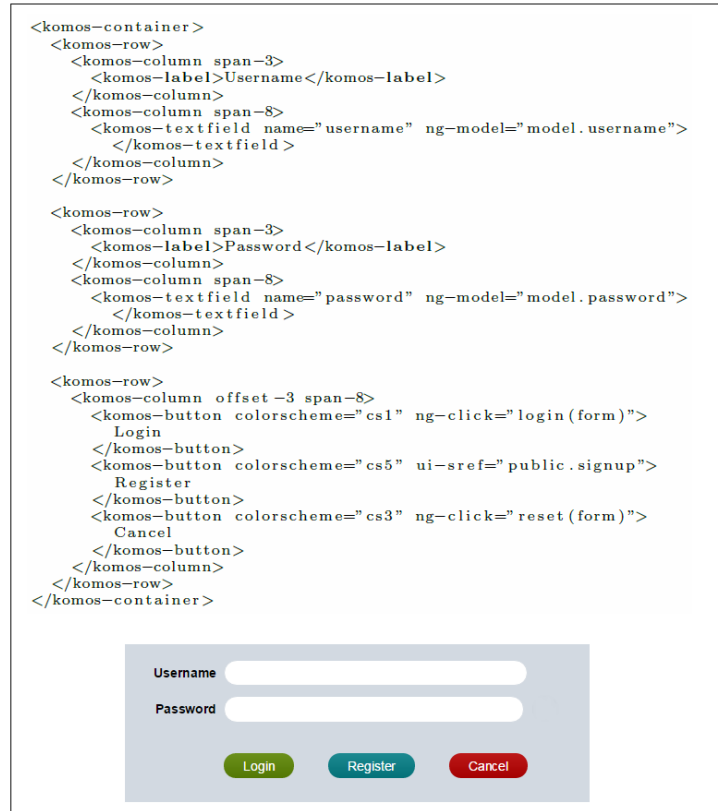 <komos-container>
<komos-row>
<komos-column span-3>
<komos-label>Username</komos-label>
</komos-column>
<komos-column span-8>
<komos-textfield name="username" ng-model="model.username">
</komos-textfield>
</komos-column>
</komos-row>
<komos-row>
<komos-column span-3>
<komos-label>Password</komos-label>
</komos-column>
<komos-column span-8>
<komos-textfield name="password" ng-model="model.password">
</komos-textfield>
</komos-column>
</komos-row>
<komos-row>
<komos-column offset-3 span-8>
<komos-button colorscheme="cs1" ng-click="login(form)">
Login
</komos-button>
<komos-button colorscheme="cs5" ui-sref="public.signup">
Register
</komos-button>
<komos-button colorscheme="cs3" ng-click="reset(form)">
Cancel
</komos-button>
</komos-column>
</komos-row>
</komos-container>
Username
Password
Login Register Cancel